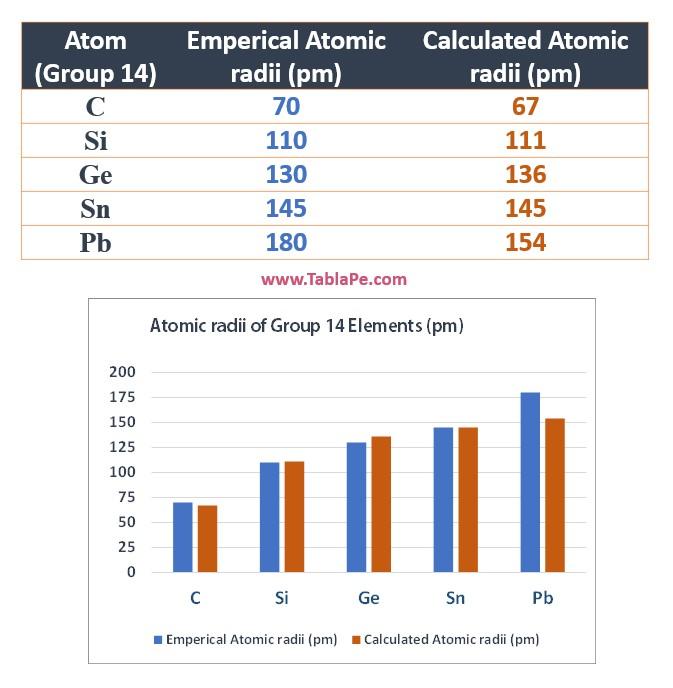 Atom Emperical Atomic Calculated Atomic
(Group 14) radii (pm) radii (pm)
C 70 67
Si 110 111
Ge 130 136
Sn 145 145
Pb 180 154
www.TablaPe.com
Atomic radii of Group 14 Elements (pm)
200
175
150
125
100
75
50
25
0
C Si Ge Sn Pb
Emperical Atomic radii (pm) Calculated Atomic radii (pm)